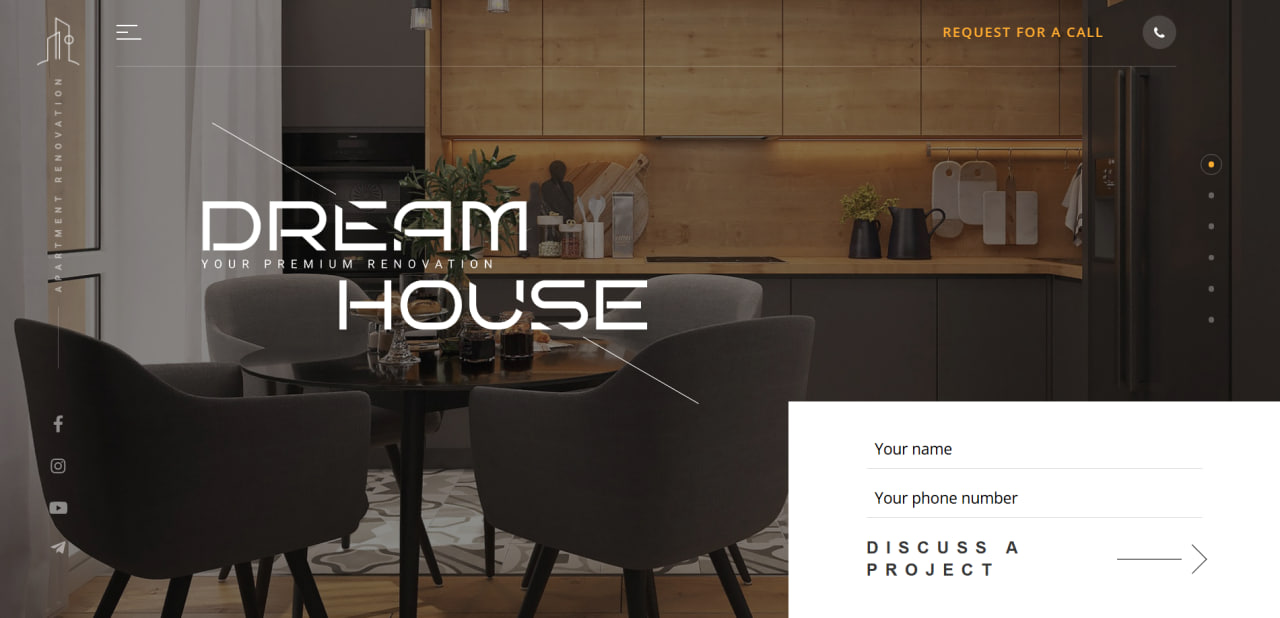 REQUEST FOR A CALL
APARTMENT RENOVATION
DREAM
YOUR PREMIUM RENOVATION
HOUSE
Your name
Your phone number
DISCUSS A
PROJECT